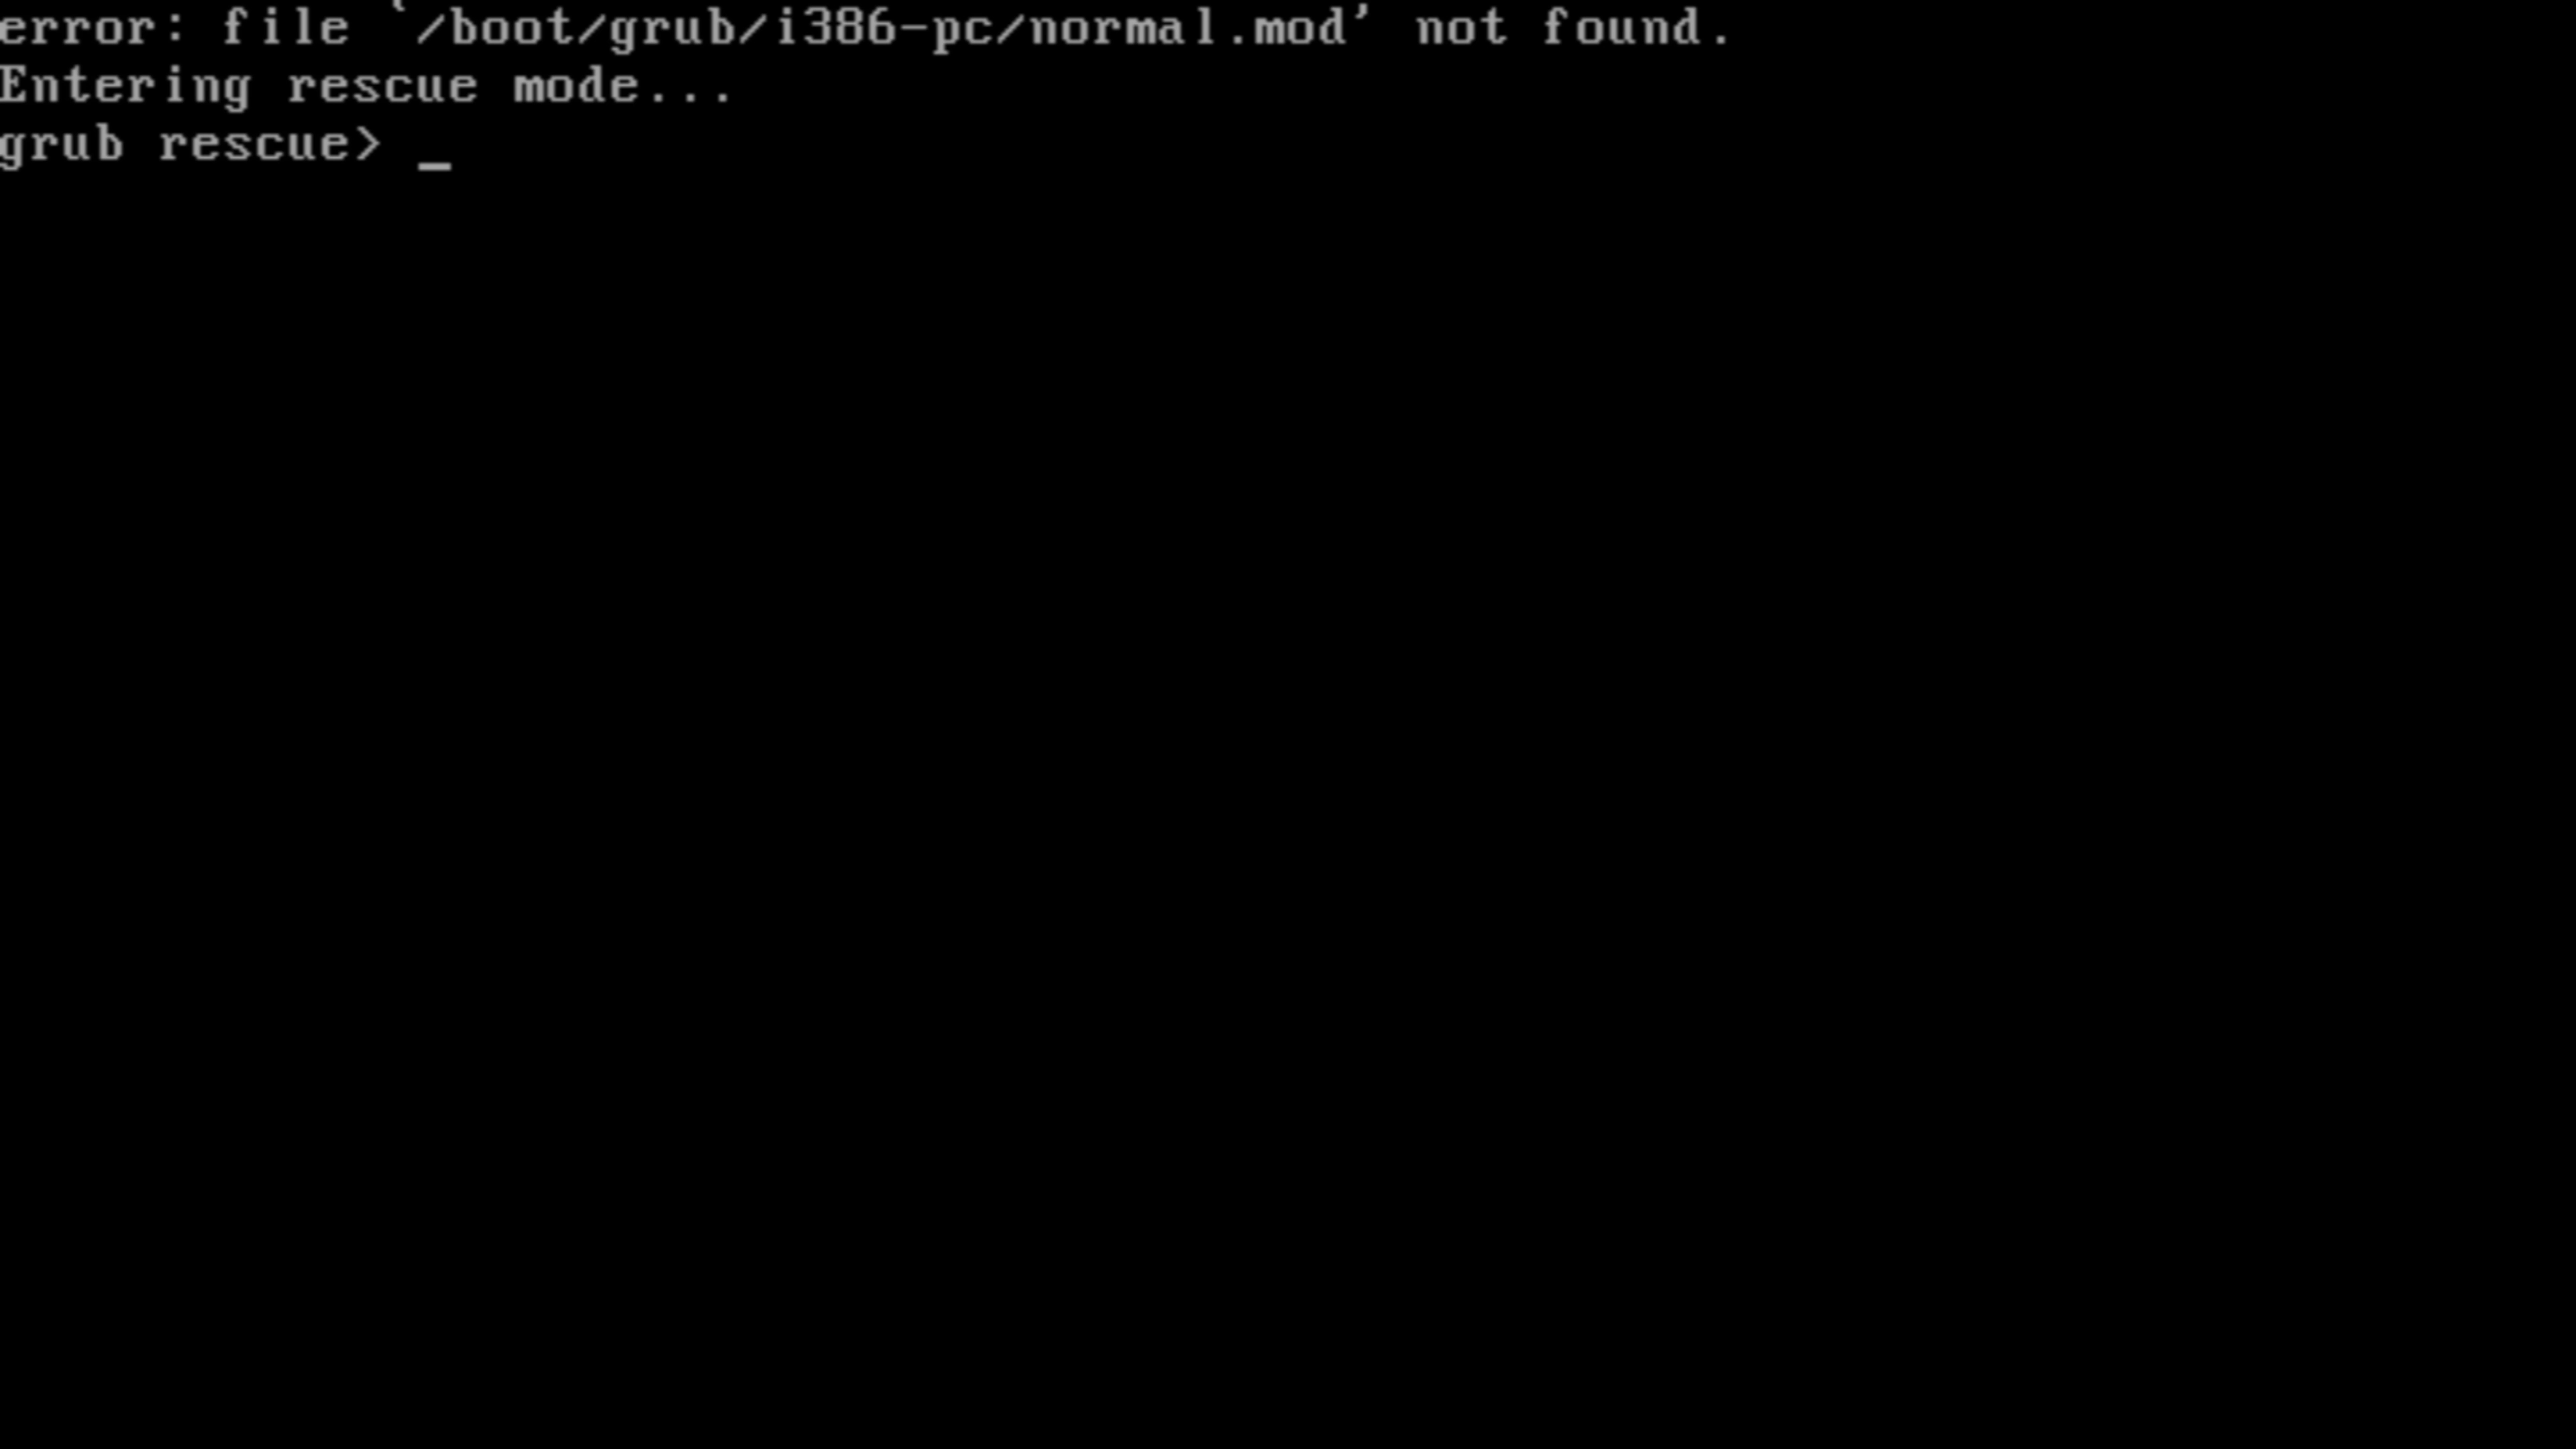 error: file `/boot/grub/i386-pc/normal.mod' not found.
Entering rescue mode...
grub rescue> _